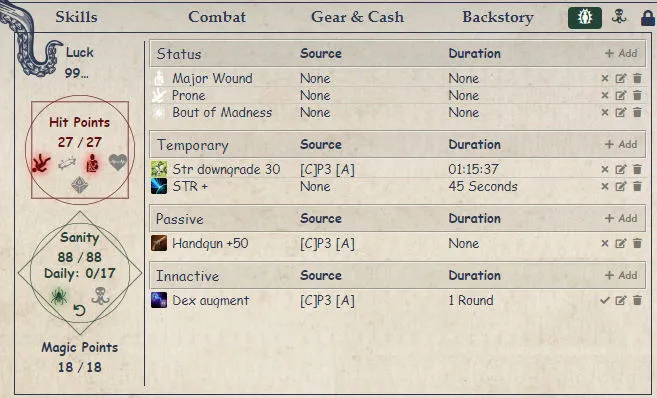 Skills Combat Gear & Cash Backstory
Luck
99...
Hit Points
27 / 27
Sanity
88 / 88
Daily: 0/17
Magic Points
18 / 18
Status Source Duration + Add
Major Wound None None
Prone None None
Bout of Madness None None
Temporary Source Duration + Add
Str downgrade 30 [C]P3 [A] 01:15:37
STR + None 45 Seconds
Passive Source Duration + Add
Handgun +50 [C]P3 [A] None
Innactive Source Duration + Add
Dex augment [C]P3 [A] 1 Round